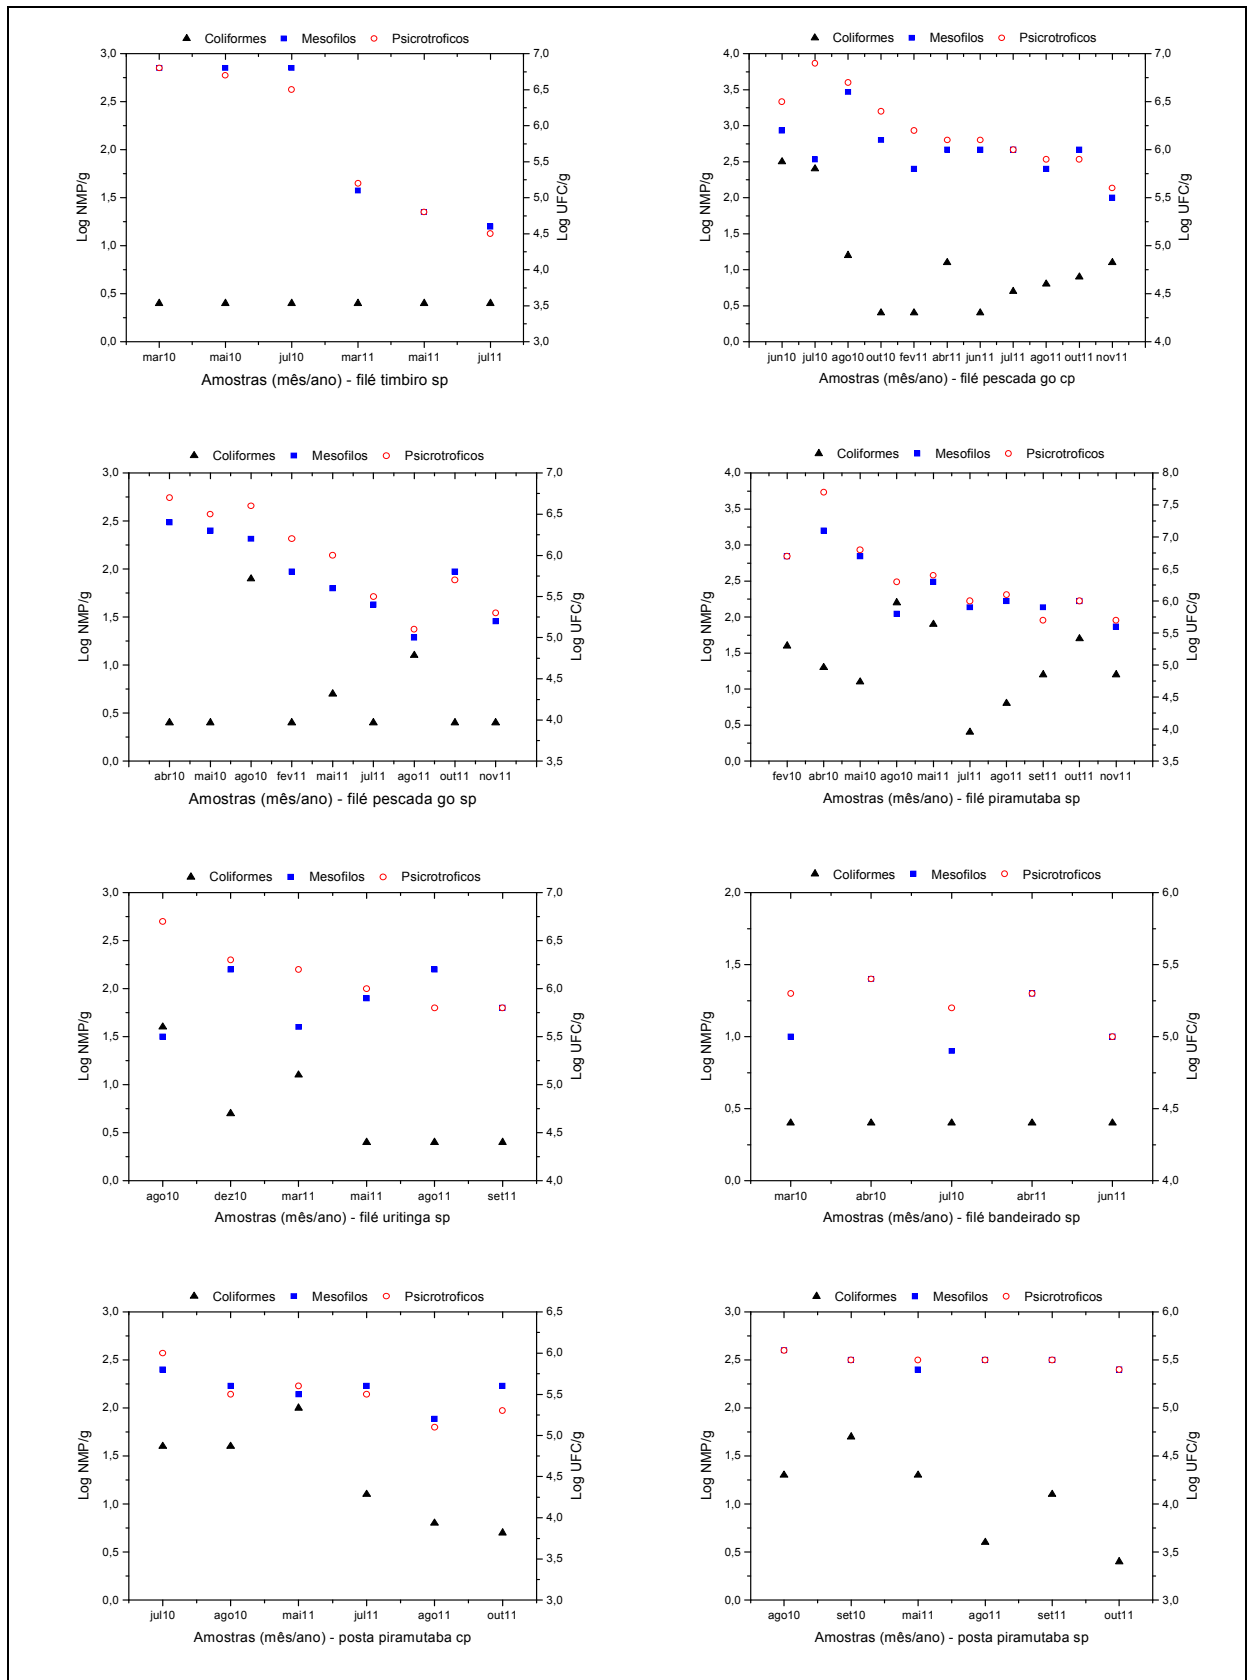 Coliformes Mesofilos Psicrotroficos
3,0
2,5
2,0
1,5
1,0
0,5
0,0
Log NMP/g
7,0
6,5
6,0
5,5
5,0
4,5
4,0
3,5
3,0
Log UFC/g
mar10 mai10 jul10 mar11 mai11 jul11
Amostras (mês/ano) - filé timbiro sp
Coliformes Mesofilos Psicrotroficos
4,0
3,5
3,0
2,5
2,0
1,5
1,0
0,5
0,0
Log NMP/g
7,0
6,5
6,0
5,5
5,0
4,5
4,0
Log UFC/g
jun10 jul10 ago10 out10 fev11 abr11 jun11 jul11 ago11 out11 nov11
Amostras (mês/ano) - filé pescada go cp
Coliformes Mesofilos Psicrotroficos
3,0
2,5
2,0
1,5
1,0
0,5
0,0
Log NMP/g
7,0
6,5
6,0
5,5
5,0
4,5
4,0
3,5
Log UFC/g
abr10 mai10 ago10 fev11 mai11 jul11 ago11 out11 nov11
Amostras (mês/ano) - filé pescada go sp
Coliformes Mesofilos Psicrotroficos
4,0
3,5
3,0
2,5
2,0
1,5
1,0
0,5
0,0
Log NMP/g
8,0
7,5
7,0
6,5
6,0
5,5
5,0
4,5
4,0
3,5
Log UFC/g
fev10 abr10 mai10 ago10 mai11 jul11 ago11 set11 out11 nov11
Amostras (mês/ano) - filé piramutaba sp
Coliformes Mesofilos Psicrotroficos
3,0
2,5
2,0
1,5
1,0
0,5
0,0
Log NMP/g
7,0
6,5
6,0
5,5
5,0
4,5
4,0
Log UFC/g
ago10 dez10 mar11 mai11 ago11 set11
Amostras (mês/ano) - filé uritinga sp
Coliformes Mesofilos Psicrotroficos
2,0
1,5
1,0
0,5
0,0
Log NMP/g
6,0
5,5
5,0
4,5
4,0
Log UFC/g
mar10 abr10 jul10 abr11 jun11
Amostras (mês/ano) - filé bandeirado sp
Coliformes Mesofilos Psicrotroficos
3,0
2,5
2,0
1,5
1,0
0,5
0,0
Log NMP/g
6,5
6,0
5,5
5,0
4,5
4,0
3,5
3,0
Log UFC/g
jul10 ago10 mai11 jul11 ago11 out11
Amostras (mês/ano) - posta piramutaba cp
Coliformes Mesofilos Psicrotroficos
3,0
2,5
2,0
1,5
1,0
0,5
0,0
Log NMP/g
6,0
5,5
5,0
4,5
4,0
3,5
3,0
Log UFC/g
ago10 set10 mai11 ago11 set11 out11
Amostras (mês/ano) - posta piramutaba sp